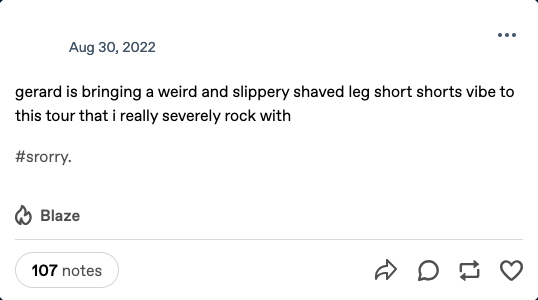 Aug 30, 2022
gerard is bringing a weird and slippery shaved leg short shorts vibe to
this tour that i really severely rock with
#srorry.
Blaze
107 notes